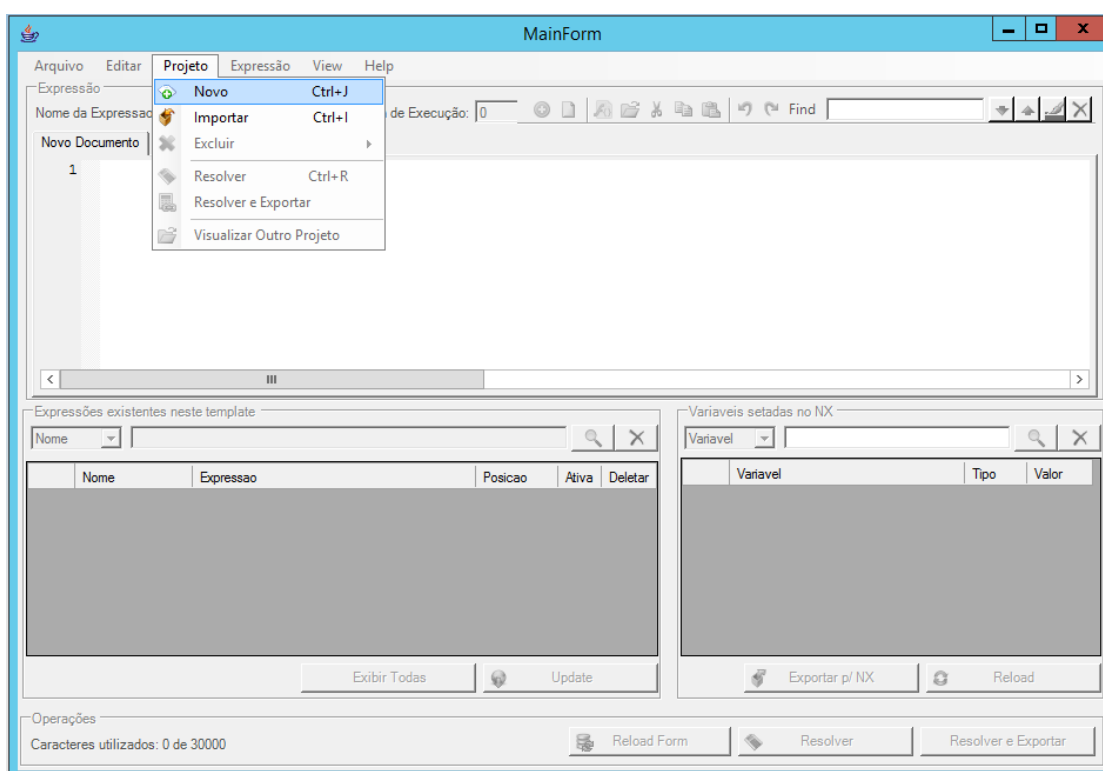 MainForm
Arquivo Editar Projeto Expressão View Help
Expressão
Novo Ctrl+J
Nome da Expressao de Execução: 0 Find
Importar Ctrl+I
Novo Documento
Excluir
1
Resolver Ctrl+R
Resolver e Exportar
Visualizar Outro Projeto
Expressões existentes neste template
Nome
Nome Expressao Posicao Ativa Deletar
Exibir Todas Update
Variaveis setadas no NX
Variavel
Variavel Tipo Valor
Exportar p/ NX Reload
Operações
Caracteres utilizados: 0 de 30000 Reload Form Resolver Resolver e Exportar